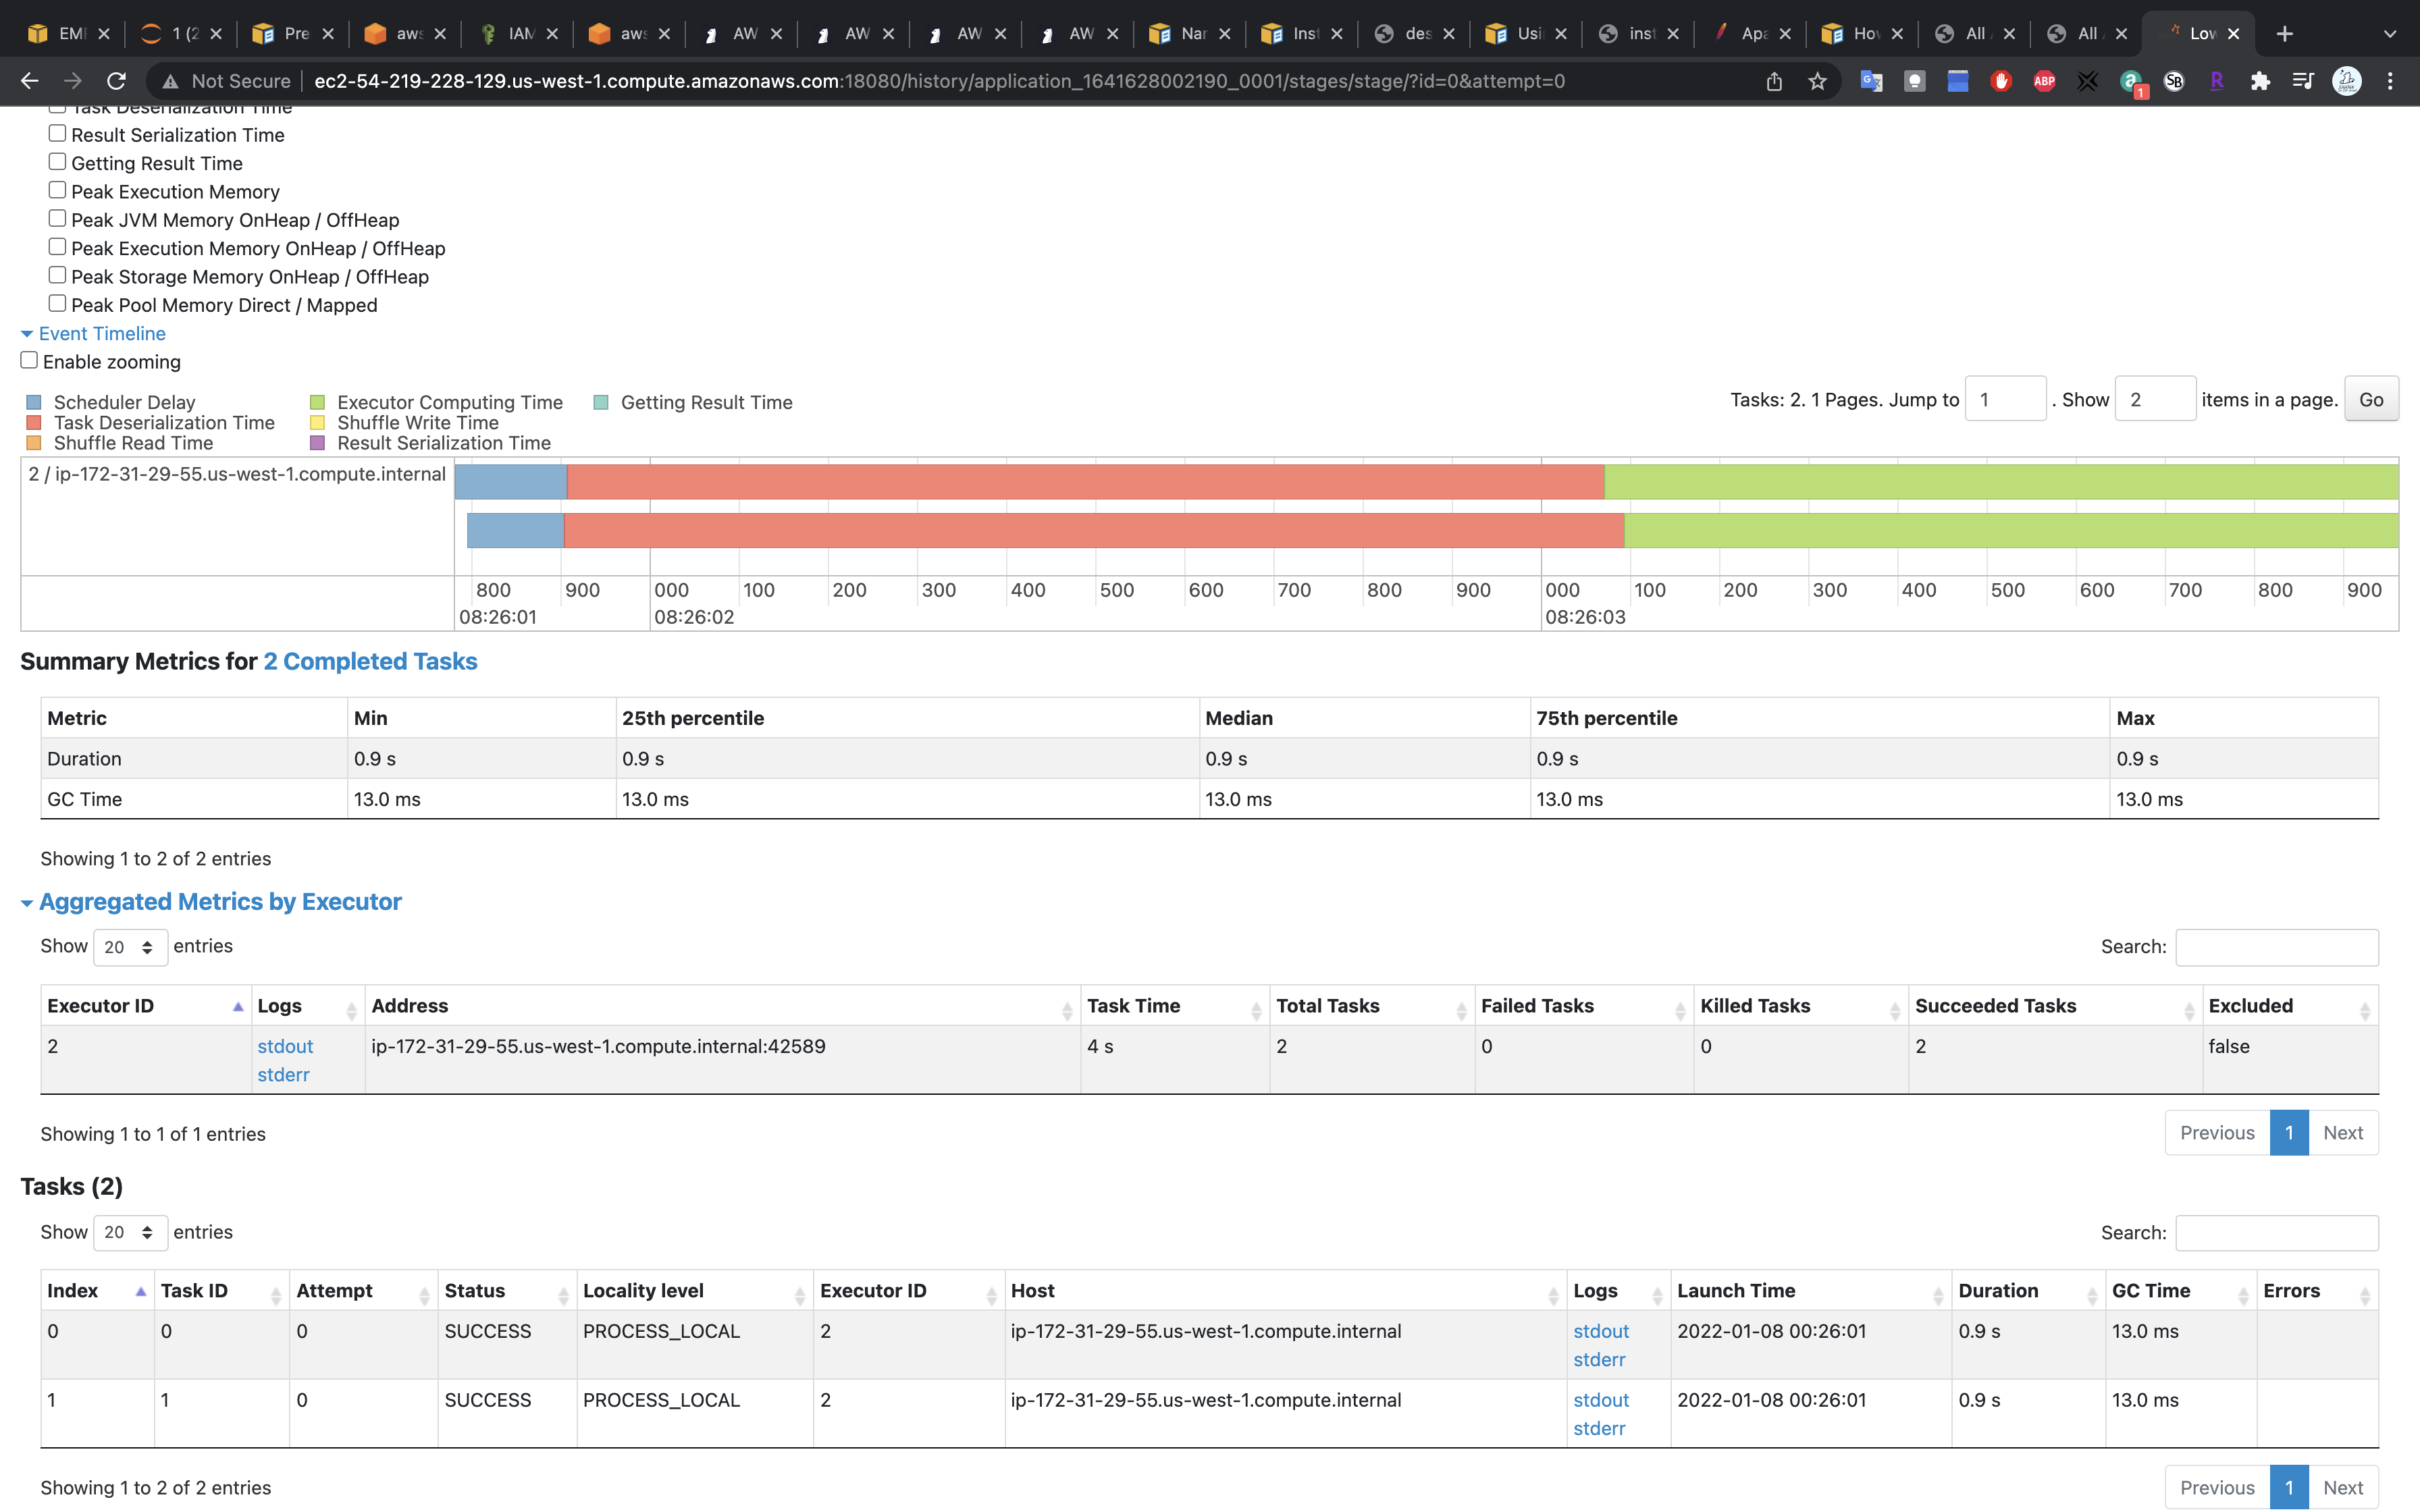 EMI
1 (2
Pre
aws
IAM
aws
AW
AW
AW
AW
Nar
Inst
des
Usi
inst
Apa
Hov
All
All
Lov
Not Secure
ec2-54-219-228-129.us-west-1.compute.amazonaws.com:18080/history/application_1641628002190_0001/stages/stage/?id=0&attempt=0
ABP
1
SB
R
Task Deserialization Time
Result Serialization Time
Getting Result Time
Peak Execution Memory
Peak JVM Memory OnHeap / OffHeap
Peak Execution Memory OnHeap / OffHeap
Peak Storage Memory OnHeap / OffHeap
Peak Pool Memory Direct / Mapped
Event Timeline
Enable zooming
Scheduler Delay Executor Computing Time Getting Result Time
Task Deserialization Time Shuffle Write Time
Shuffle Read Time Result Serialization Time
Tasks: 2. 1 Pages. Jump to 1 . Show 2 items in a page. Go
2 / ip-172-31-29-55.us-west-1.compute.internal
800 900 000 100 200 300 400 500 600 700 800 900 000 100 200 300 400 500 600 700 800 900
08:26:01 08:26:02 08:26:03
Summary Metrics for 2 Completed Tasks
Metric Min 25th percentile Median 75th percentile Max
Duration 0.9 s 0.9 s 0.9 s 0.9 s 0.9 s
GC Time 13.0 ms 13.0 ms 13.0 ms 13.0 ms 13.0 ms
Showing 1 to 2 of 2 entries
Aggregated Metrics by Executor
Show 20 entries Search:
Executor ID Logs Address Task Time Total Tasks Failed Tasks Killed Tasks Succeeded Tasks Excluded
2 stdout ip-172-31-29-55.us-west-1.compute.internal:42589 4 s 2 0 0 2 false
stderr
Showing 1 to 1 of 1 entries Previous 1 Next
Tasks (2)
Show 20 entries Search:
Index Task ID Attempt Status Locality level Executor ID Host Logs Launch Time Duration GC Time Errors
0 0 0 SUCCESS PROCESS_LOCAL 2 ip-172-31-29-55.us-west-1.compute.internal stdout 2022-01-08 00:26:01 0.9 s 13.0 ms
stderr
1 1 0 SUCCESS PROCESS_LOCAL 2 ip-172-31-29-55.us-west-1.compute.internal stdout 2022-01-08 00:26:01 0.9 s 13.0 ms
stderr
Showing 1 to 2 of 2 entries Previous 1 Next